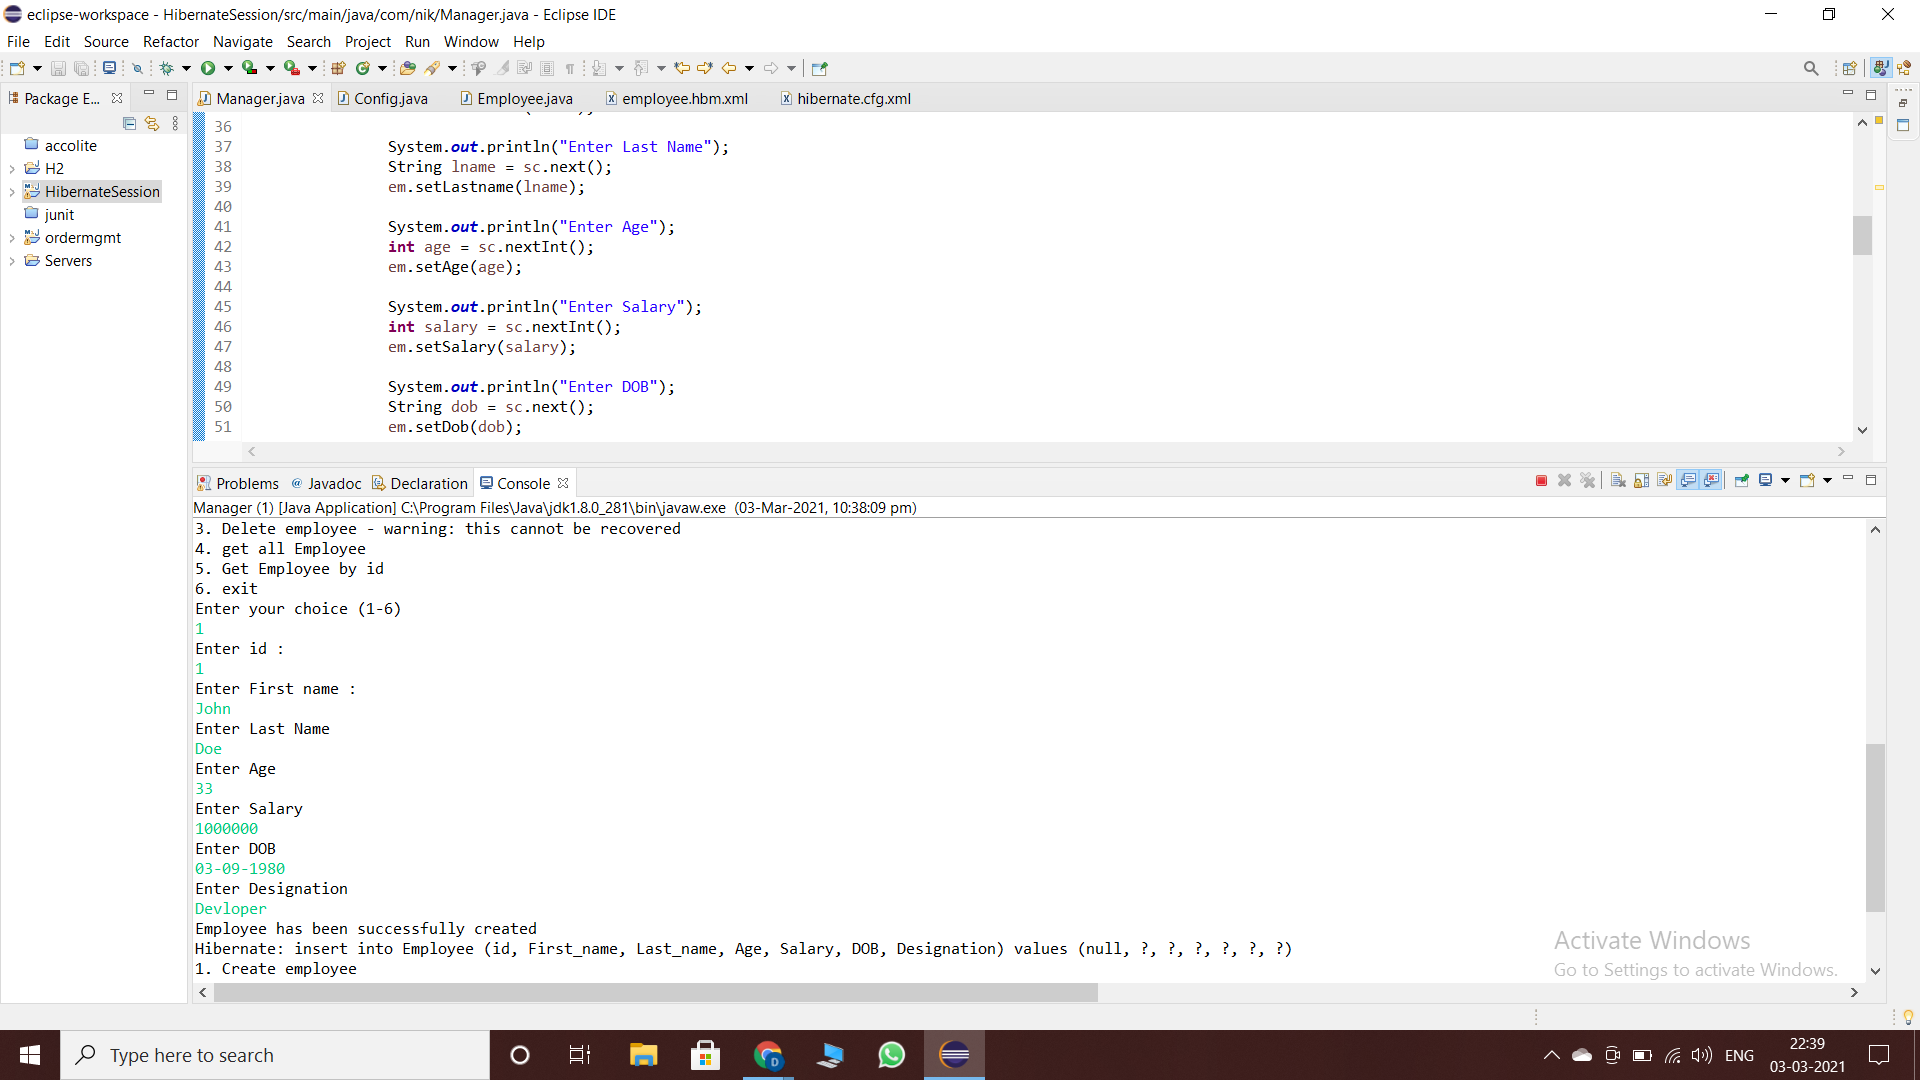 eclipse-workspace - HibernateSession/src/main/java/com/nik/Manager.java - Eclipse IDE
File Edit Source Refactor Navigate Search Project Run Window Help
Package E...
Manager.java Config.java Employee.java employee.hbm.xml hibernate.cfg.xml
accolite
H2
HibernateSession
junit
ordermgmt
Servers
36
37 System.out.println("Enter Last Name");
38 String lname = sc.next();
39 em.setLastname(lname);
40
41 System.out.println("Enter Age");
42 int age = sc.nextInt();
43 em.setAge(age);
44
45 System.out.println("Enter Salary");
46 int salary = sc.nextInt();
47 em.setSalary(salary);
48
49 System.out.println("Enter DOB");
50 String dob = sc.next();
51 em.setDob(dob);
Problems @ Javadoc Declaration Console
Manager (1) [Java Application] C:\Program Files\Java\jdk1.8.0_281\bin\javaw.exe (03-Mar-2021, 10:38:09 pm)
3. Delete employee - warning: this cannot be recovered
4. get all Employee
5. Get Employee by id
6. exit
Enter your choice (1-6)
1
Enter id :
1
Enter First name :
John
Enter Last Name
Doe
Enter Age
33
Enter Salary
1000000
Enter DOB
03-09-1980
Enter Designation
Devloper
Employee has been successfully created
Hibernate: insert into Employee (id, First_name, Last_name, Age, Salary, DOB, Designation) values (null, ?, ?, ?, ?, ?, ?)
1. Create employee
Activate Windows
Go to Settings to activate Windows.
Type here to search
D
ENG
22:39
03-03-2021